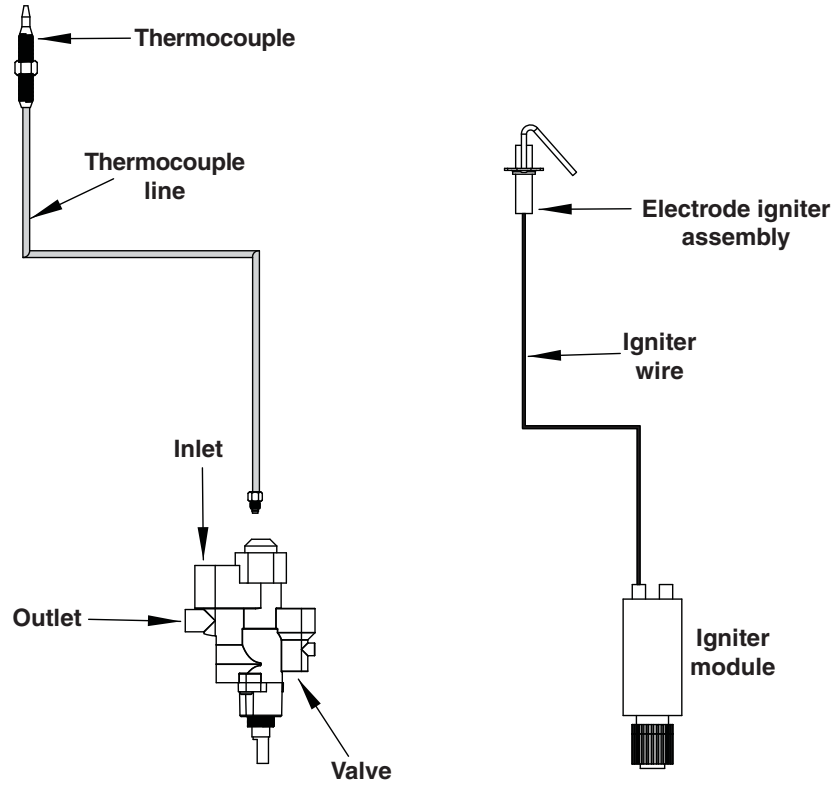 Thermocouple
Thermocouple
line
Electrode igniter
assembly
Igniter
wire
Inlet
Outlet
Igniter
module
Valve